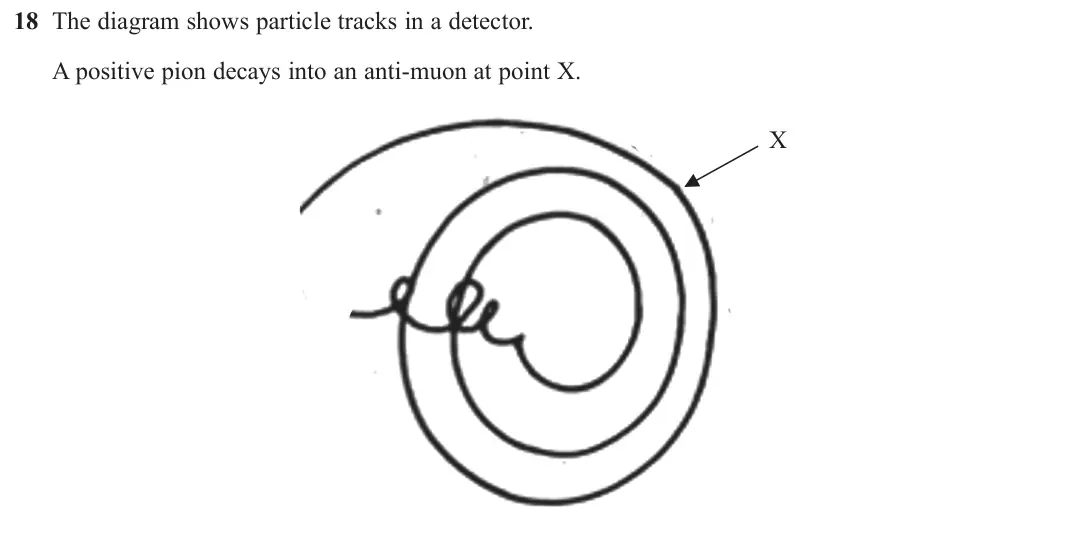 18 The diagram shows particle tracks in a detector.
A positive pion decays into an anti-muon at point X.
X